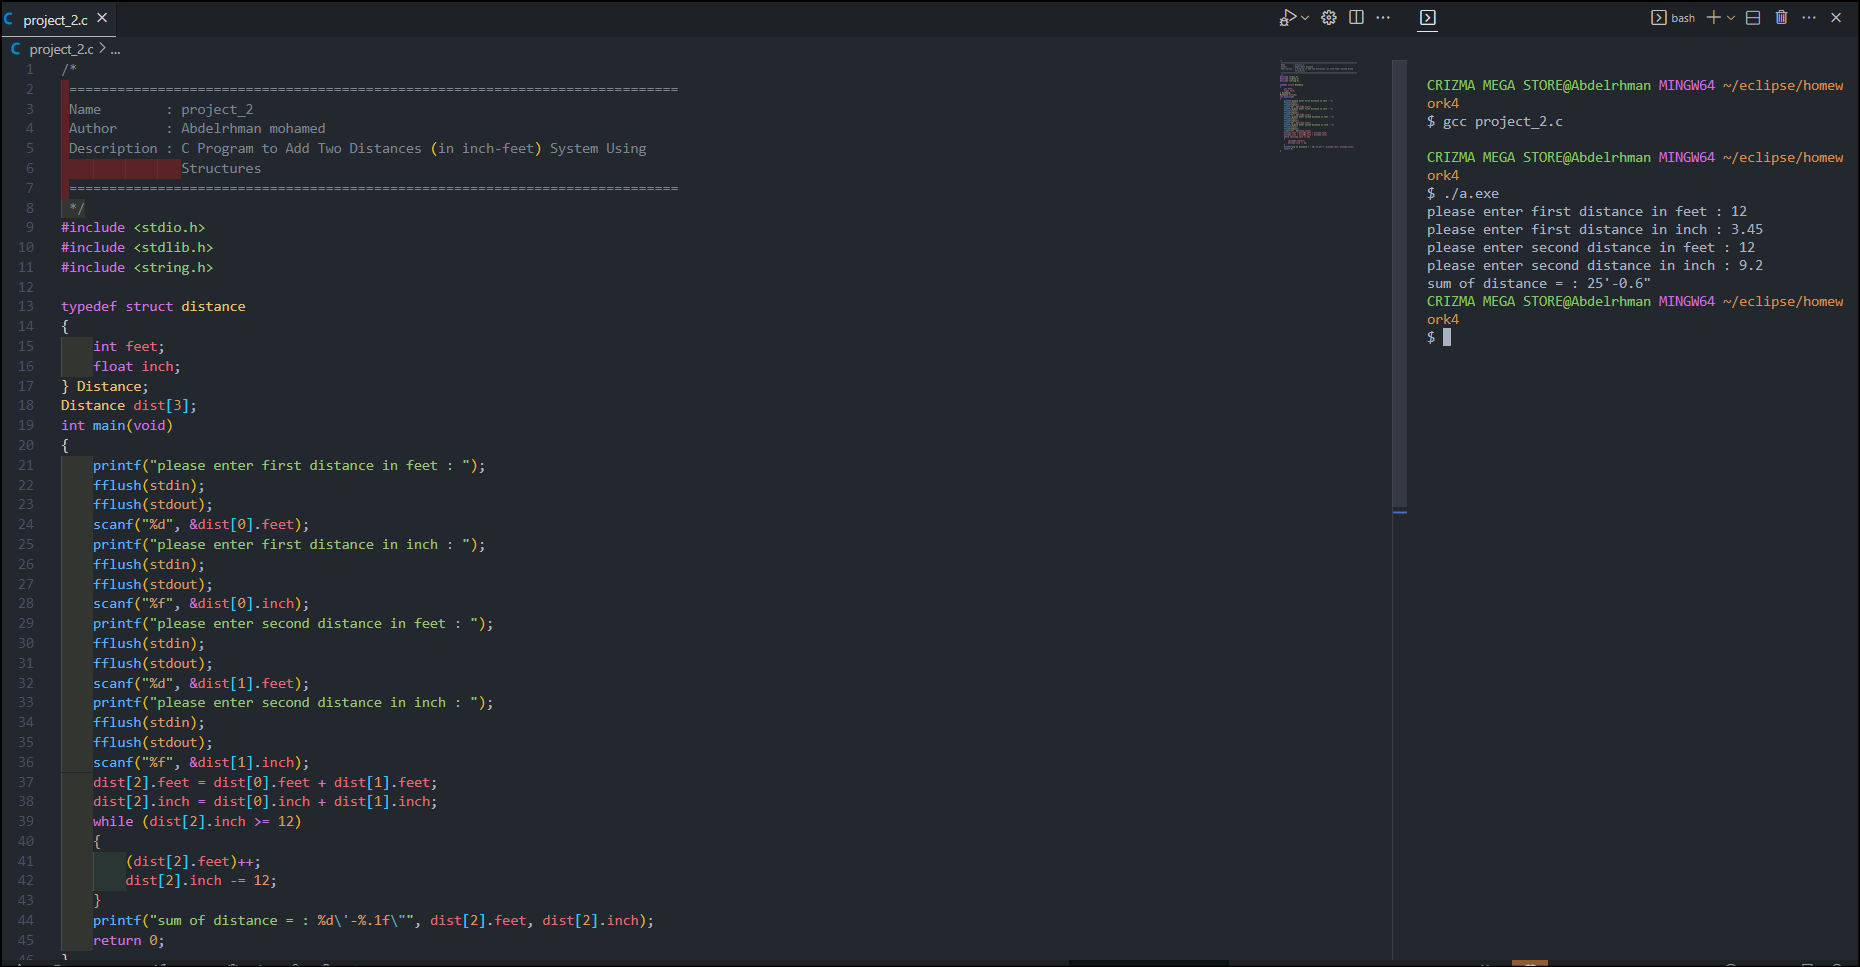 project_2.c
bash
project_2.c > ...
1 /*
2 ============================================================================
3 Name        : project_2
4 Author      : Abdelrhman mohamed
5 Description : C Program to Add Two Distances (in inch-feet) System Using
6               Structures
7 ============================================================================
8 */
9 #include <stdio.h>
10 #include <stdlib.h>
11 #include <string.h>
12
13 typedef struct distance
14 {
15     int feet;
16     float inch;
17 } Distance;
18 Distance dist[3];
19 int main(void)
20 {
21     printf("please enter first distance in feet : ");
22     fflush(stdin);
23     fflush(stdout);
24     scanf("%d", &dist[0].feet);
25     printf("please enter first distance in inch : ");
26     fflush(stdin);
27     fflush(stdout);
28     scanf("%f", &dist[0].inch);
29     printf("please enter second distance in feet : ");
30     fflush(stdin);
31     fflush(stdout);
32     scanf("%d", &dist[1].feet);
33     printf("please enter second distance in inch : ");
34     fflush(stdin);
35     fflush(stdout);
36     scanf("%f", &dist[1].inch);
37     dist[2].feet = dist[0].feet + dist[1].feet;
38     dist[2].inch = dist[0].inch + dist[1].inch;
39     while (dist[2].inch >= 12)
40     {
41         (dist[2].feet)++;
42         dist[2].inch -= 12;
43     }
44     printf("sum of distance = : %d\'-%.1f\"", dist[2].feet, dist[2].inch);
45     return 0;
46 }
CRIZMA MEGA STORE@Abdelrhman MINGW64 ~/eclipse/homew
ork4
$ gcc project_2.c
CRIZMA MEGA STORE@Abdelrhman MINGW64 ~/eclipse/homew
ork4
$ ./a.exe
please enter first distance in feet : 12
please enter first distance in inch : 3.45
please enter second distance in feet : 12
please enter second distance in inch : 9.2
sum of distance = : 25'-0.6"
CRIZMA MEGA STORE@Abdelrhman MINGW64 ~/eclipse/homew
ork4
$